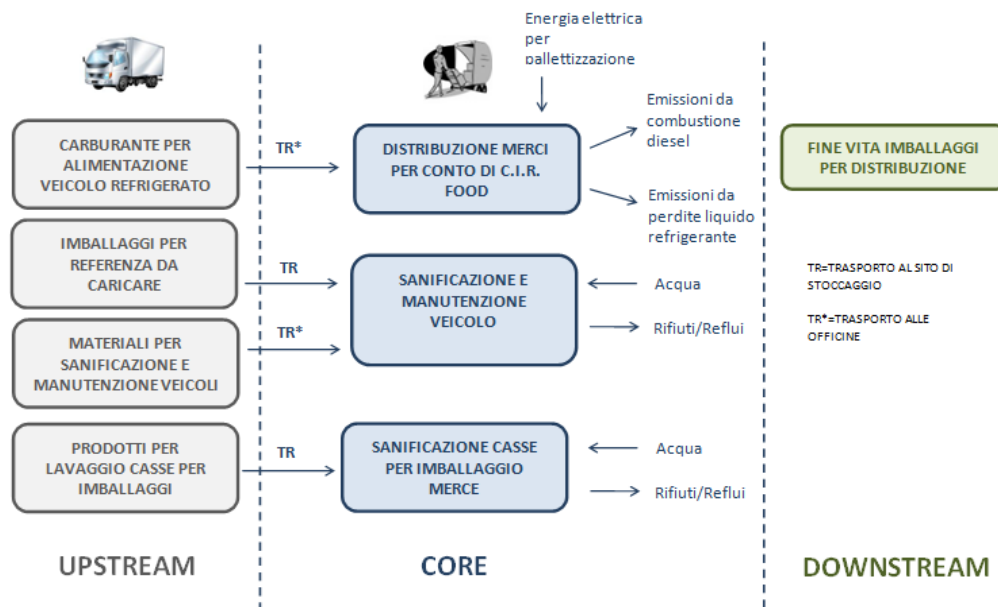 Energia elettrica
per
pallettizzazione
CARBURANTE PER
ALIMENTAZIONE
VEICOLO REFRIGERATO
TR*
DISTRIBUZIONE MERCI
PER CONTO DI C.I.R.
FOOD
Emissioni da
combustione
diesel
Emissioni da
perdite liquido
refrigerante
FINE VITA IMBALLAGGI
PER DISTRIBUZIONE
IMBALLAGGI PER
REFERENZA DA
CARICARE
TR
MATERIALI PER
SANIFICAZIONE E
MANUTENZIONE VEICOLI
TR*
SANIFICAZIONE E
MANUTENZIONE
VEICOLO
Acqua
Rifiuti/Reflui
TR=TRASPORTO AL SITO DI
STOCCAGGIO
TR*=TRASPORTO ALLE
OFFICINE
PRODOTTI PER
LAVAGGIO CASSE PER
IMBALLAGGI
TR
SANIFICAZIONE CASSE
PER IMBALLAGGIO
MERCE
Acqua
Rifiuti/Reflui
UPSTREAM
CORE
DOWNSTREAM